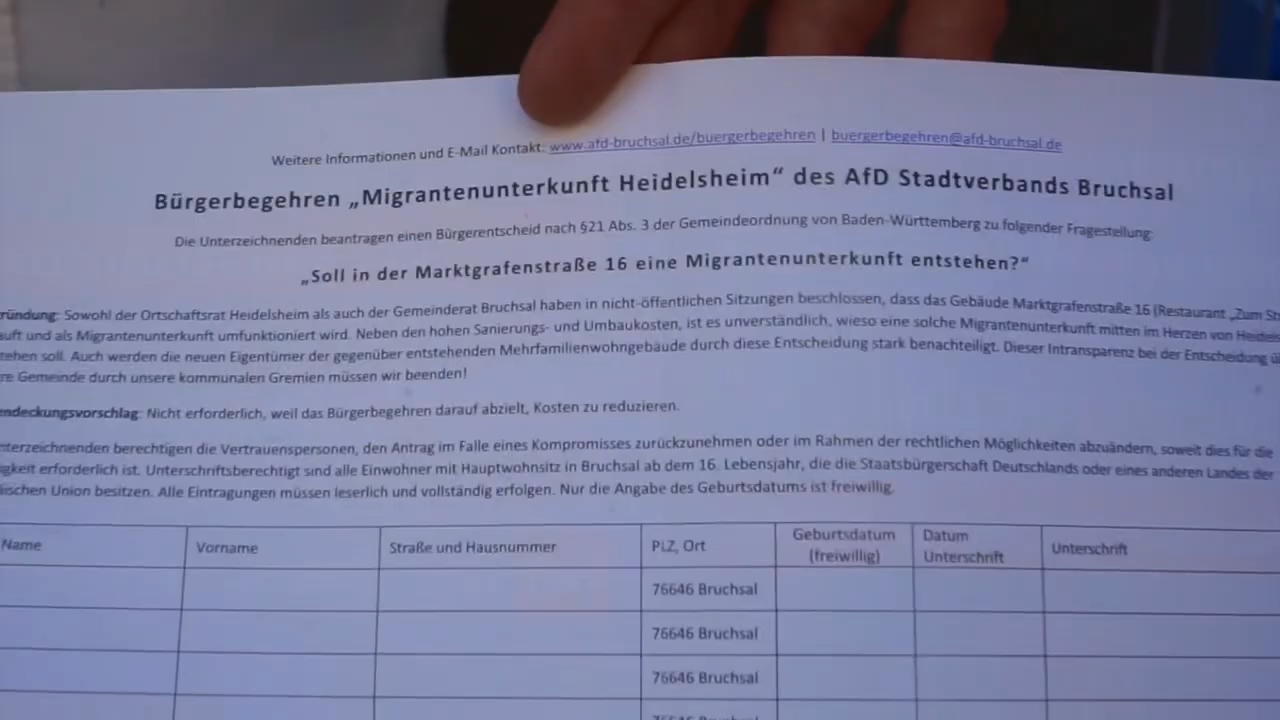 Weitere Informationen und E-Mail Kontakt: www.afd-bruchsal.de/buergerbegehren | buergerbegehren@afd-bruchsal.de
Bürgerbegehren „Migrantenunterkunft Heidelsheim“ des AfD Stadtverbands Bruchsal
Die Unterzeichnenden beantragen einen Bürgerentscheid nach §21 Abs. 3 der Gemeindeordnung von Baden-Württemberg zu folgender Fragestellung:
„Soll in der Marktgrafenstraße 16 eine Migrantenunterkunft entstehen?“
ründung: Sowohl der Ortschaftsrat Heidelsheim als auch der Gemeinderat Bruchsal haben in nicht-öffentlichen Sitzungen beschlossen, dass das Gebäude Marktgrafenstraße 16 (Restaurant „Zum St
auft und als Migrantenunterkunft umfunktioniert wird. Neben den hohen Sanierungs- und Umbaukosten, ist es unverständlich, wieso eine solche Migrantenunterkunft mitten im Herzen von Heidels
tehen soll. Auch werden die neuen Eigentümer der gegenüber entstehenden Mehrfamilienwohngebäude durch diese Entscheidung stark benachteiligt. Dieser Intransparenz bei der Entscheidung ü
re Gemeinde durch unsere kommunalen Gremien müssen wir beenden!
ndeckungsvorschlag: Nicht erforderlich, weil das Bürgerbegehren darauf abzielt, Kosten zu reduzieren.
nterzeichnenden berechtigen die Vertrauenspersonen, den Antrag im Falle eines Kompromisses zurückzunehmen oder im Rahmen der rechtlichen Möglichkeiten abzuändern, soweit dies für die
igkeit erforderlich ist. Unterschriftsberechtigt sind alle Einwohner mit Hauptwohnsitz in Bruchsal ab dem 16. Lebensjahr, die die Staatsbürgerschaft Deutschlands oder eines anderen Landes der
ischen Union besitzen. Alle Eintragungen müssen leserlich und vollständig erfolgen. Nur die Angabe des Geburtsdatums ist freiwillig.
Name Vorname Straße und Hausnummer PLZ, Ort Geburtsdatum (freiwillig) Datum Unterschrift Unterschrift
76646 Bruchsal
76646 Bruchsal
76646 Bruchsal